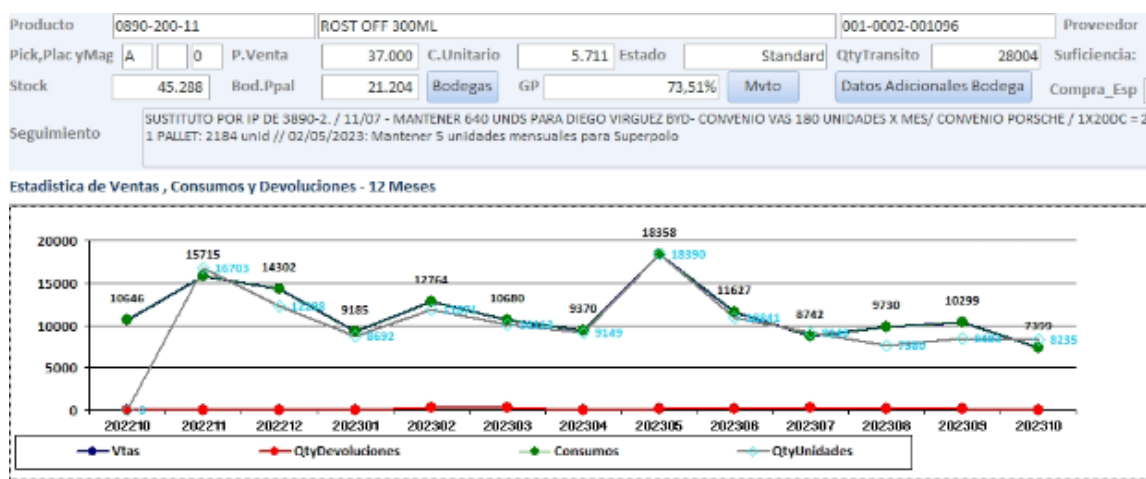 Producto 0890-200-11 ROST OFF 300ML 001-0002-001096 Proveedor
Pick,Plac yMag A 0 P.Venta 37.000 C.Unitario 5.711 Estado Standard QtyTransito 28004 Suficiencia:
Stock 45.288 Bod.Ppal 21.204 Bodegas GP 73,51% Mvto Datos Adicionales Bodega Compra_Esp
Seguimiento
SUSTITUTO POR IP DE 3890-2. / 11/07 - MANTENER 640 UNDS PARA DIEGO VIRGUEZ BYD- CONVENIO VAS 180 UNIDADES X MES/ CONVENIO PORSCHE / 1X20DC = 2
1 PALLET: 2184 unid // 02/05/2023: Mantener 5 unidades mensuales para Superpolo
Estadistica de Ventas , Consumos y Devoluciones - 12 Meses
20000
15000
10000
5000
0
10646 15715 14302 9185 12764 10680 9370 18358 11627 8742 9730 10299 7399
0 16703 8692 9149 18390 8235
202210 202211 202212 202301 202302 202303 202304 202305 202306 202307 202308 202309 202310
Vtas QtyDevoluciones Consumos QtyUnidades